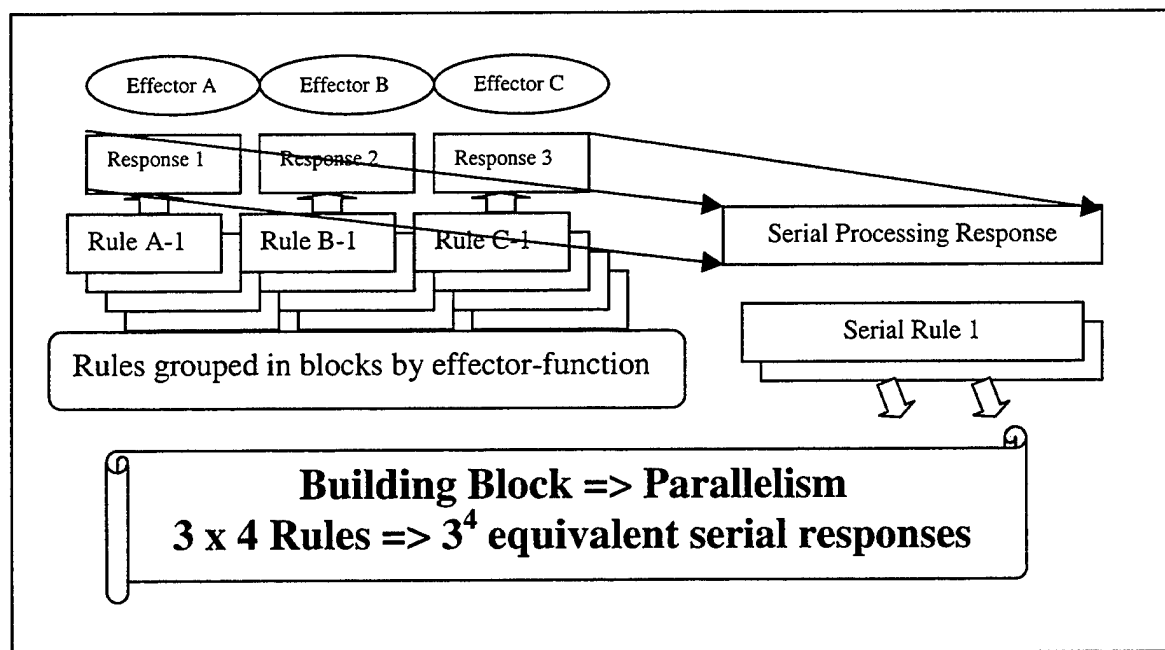 Effector A Effector B Effector C
Response 1 Response 2 Response 3
Rule A-1 Rule B-1 Rule C-1
Serial Processing Response
Serial Rule 1
Rules grouped in blocks by effector-function
Building Block => Parallelism
3 x 4 Rules => 3⁴ equivalent serial responses